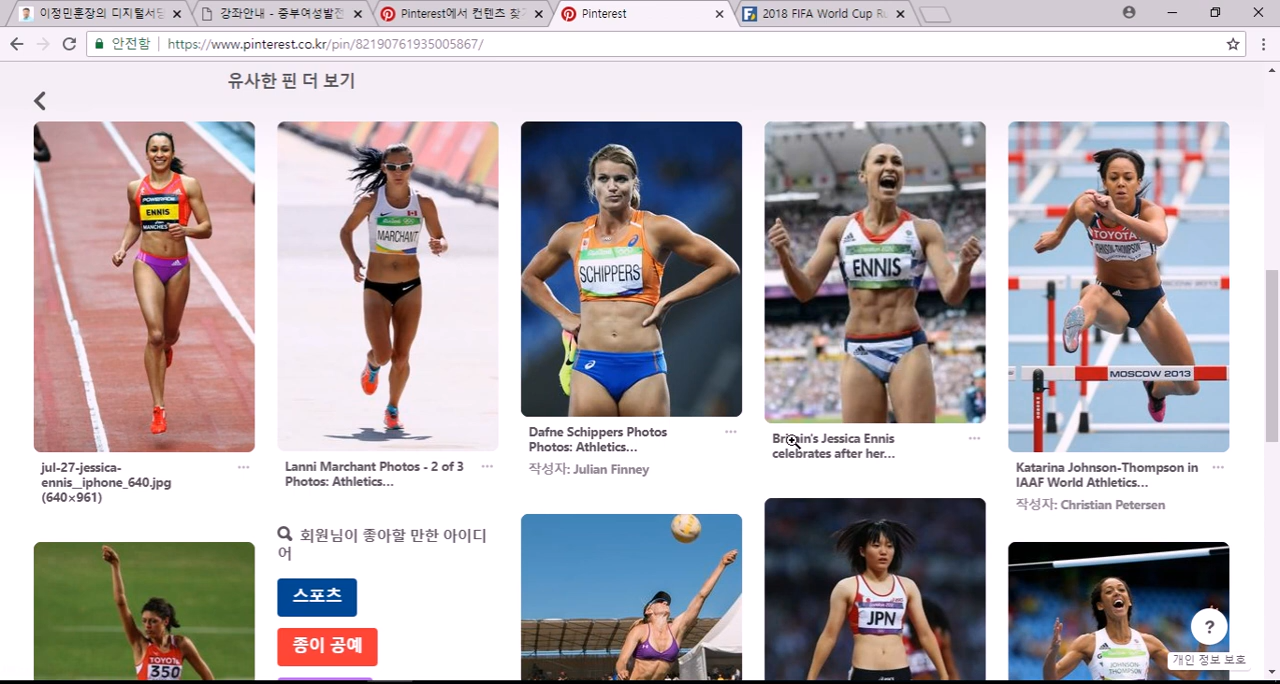 이정민훈장의 디지털서당
강좌안내 - 중부여성발전
Pinterest에서 컨텐츠 찾기
Pinterest
2018 FIFA World Cup Ru
안전함
https://www.pinterest.co.kr/pin/82190761935005867/
유사한 핀 더 보기
POWERADE
ENNIS
MANCHES
MARCHANT
SCHIPPERS
ENNIS
TOYOTA
JOHNSON-THOMPSON
MOSCOW 2013
MOSCOW 2013
jul-27-jessica-
ennis__iphone_640.jpg
(640×961)
Lanni Marchant Photos - 2 of 3
Photos: Athletics...
Dafne Schippers Photos
Photos: Athletics...
작성자: Julian Finney
Britain's Jessica Ennis
celebrates after her...
Katarina Johnson-Thompson in
IAAF World Athletics...
작성자: Christian Petersen
회원님이 좋아할 만한 아이디
어
스포츠
종이 공예
TOYOTA
350
JPN
JOHNSON-
THOMPSON
?
개인 정보 보호